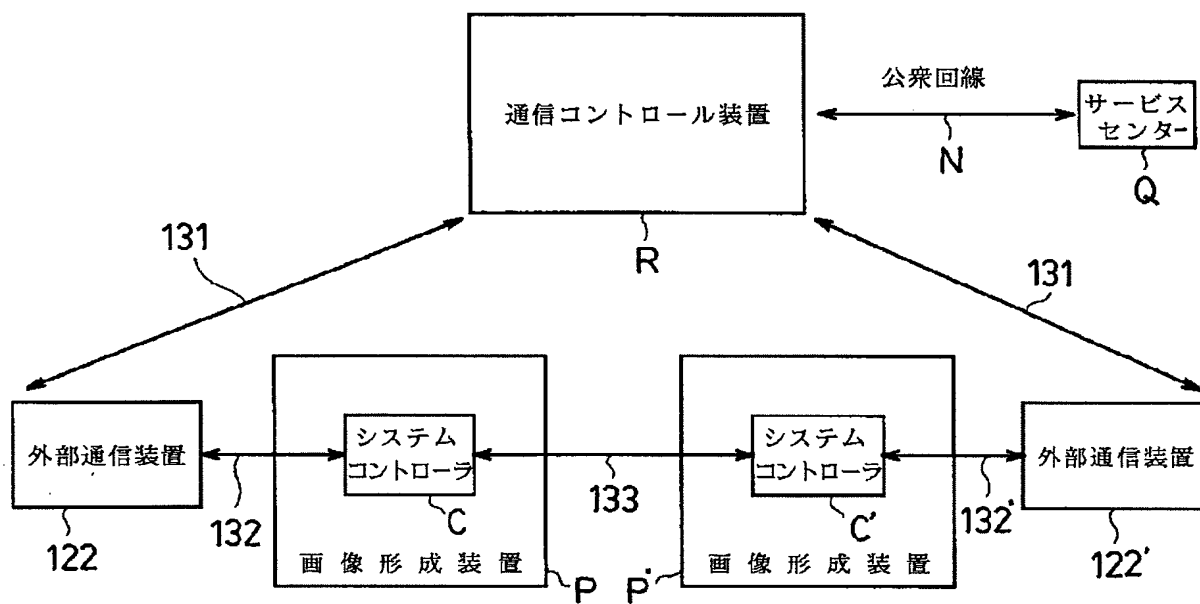 通信コントロール装置
公衆回線
サービス
センター
N
Q
R
131
131
外部通信装置
システム
コントローラ
システム
コントローラ
外部通信装置
132
C
133
C'
132'
122
画像形成装置
P
P'
画像形成装置
122'